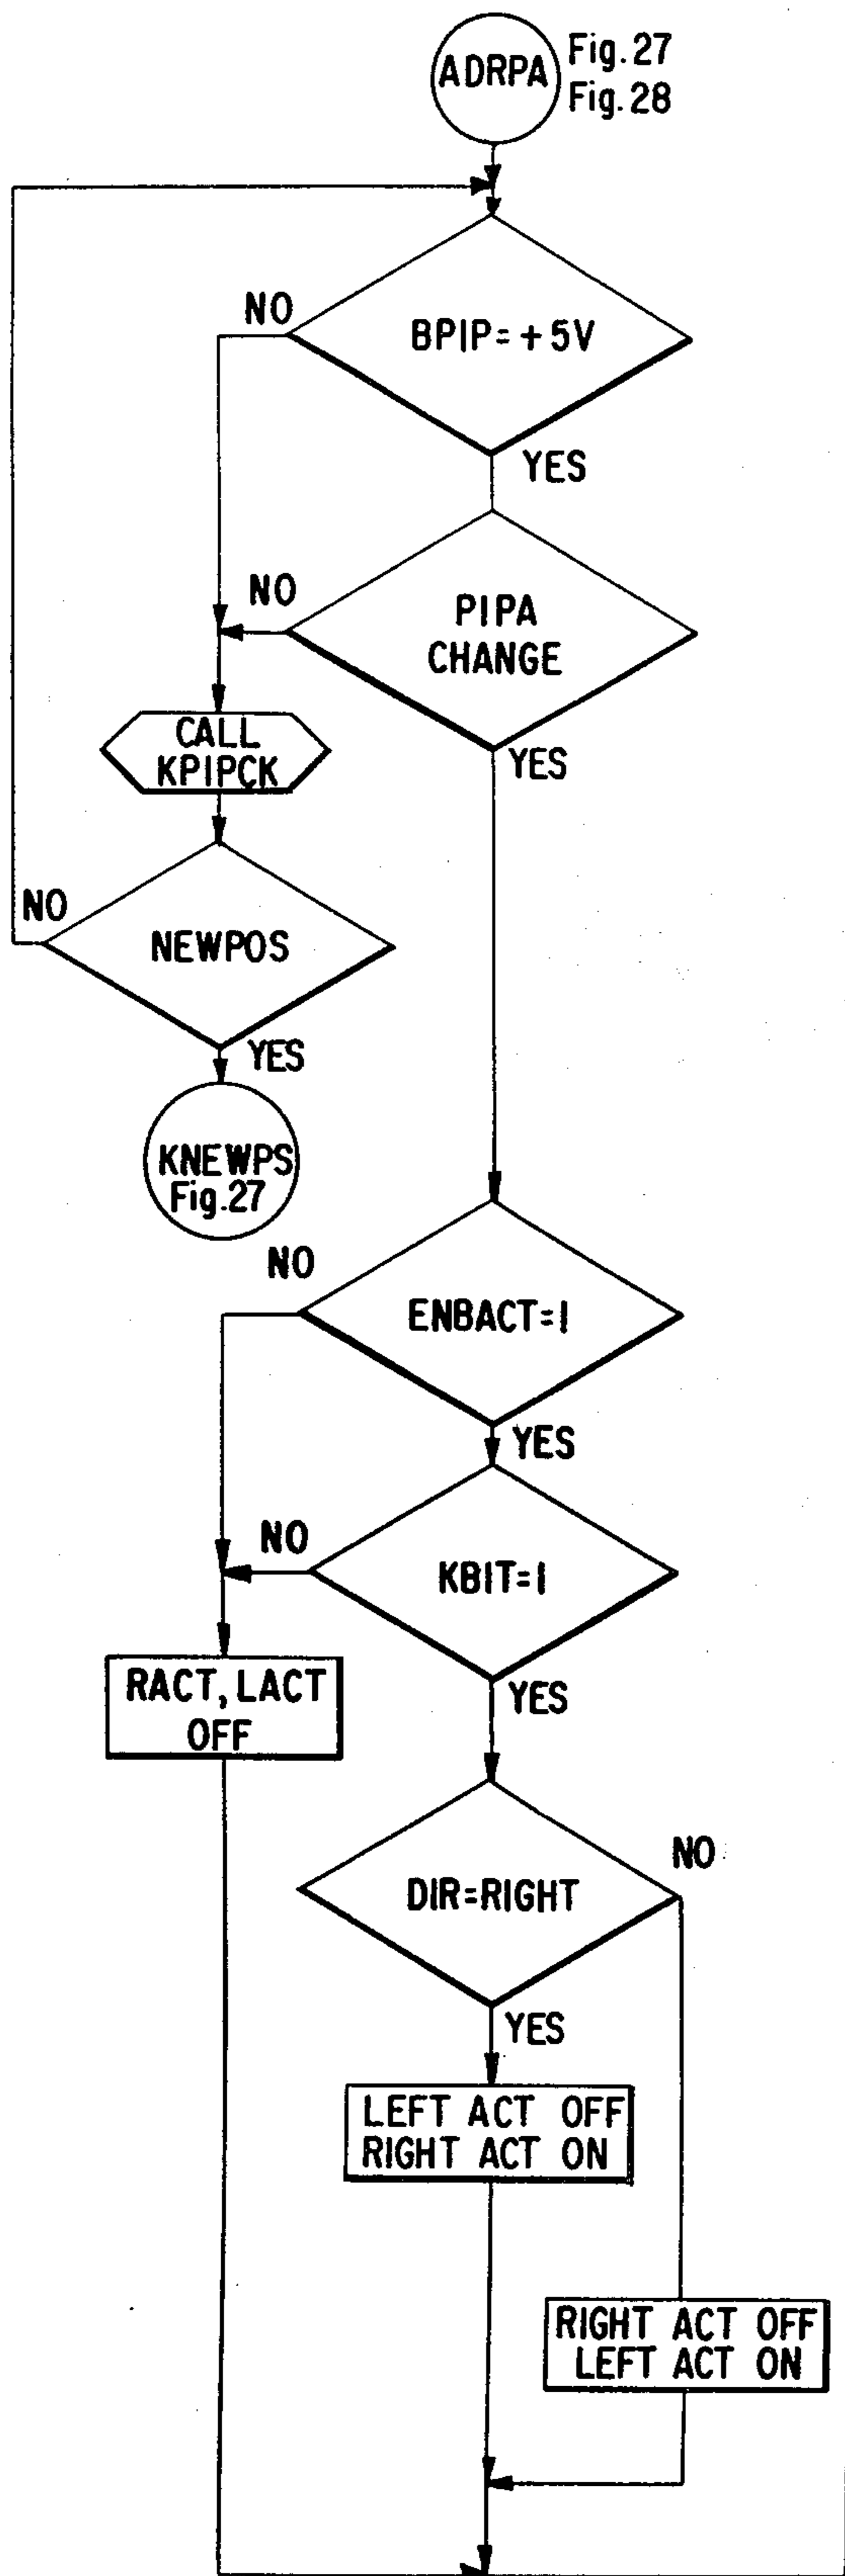 ADRPA
Fig. 27
Fig. 28
NO
BPIP=+5V
YES
NO
PIPA
CHANGE
YES
CALL
KPIPCK
NO
NEWPOS
YES
KNEWPS
Fig. 27
NO
ENBACT=1
YES
NO
KBIT=1
YES
RACT, LACT
OFF
NO
DIR=RIGHT
YES
LEFT ACT OFF
RIGHT ACT ON
RIGHT ACT OFF
LEFT ACT ON